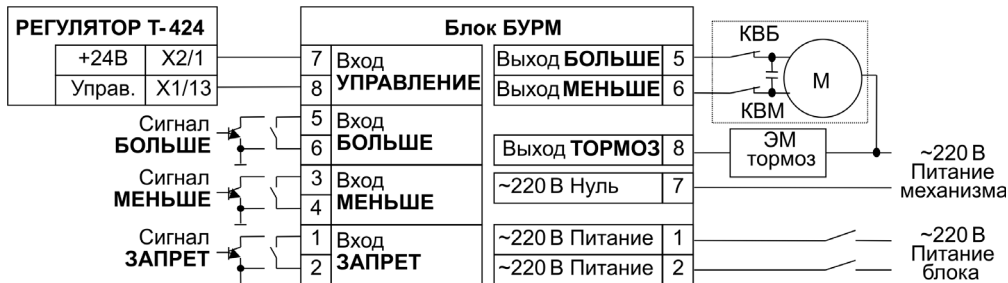 РЕГУЛЯТОР Т-424
+24В Х2/1
Управ. Х1/13
Сигнал
БОЛЬШЕ
Сигнал
МЕНЬШЕ
Сигнал
ЗАПРЕТ
Блок БУРМ
7 Вход
8 УПРАВЛЕНИЕ
5 Вход
6 БОЛЬШЕ
3 Вход
4 МЕНЬШЕ
1 Вход
2 ЗАПРЕТ
Выход БОЛЬШЕ 5
Выход МЕНЬШЕ 6
Выход ТОРМОЗ 8
~220 В Нуль 7
~220 В Питание 1
~220 В Питание 2
КВБ
М
КВМ
ЭМ
тормоз
~220 В
Питание
механизма
~220 В
Питание
блока